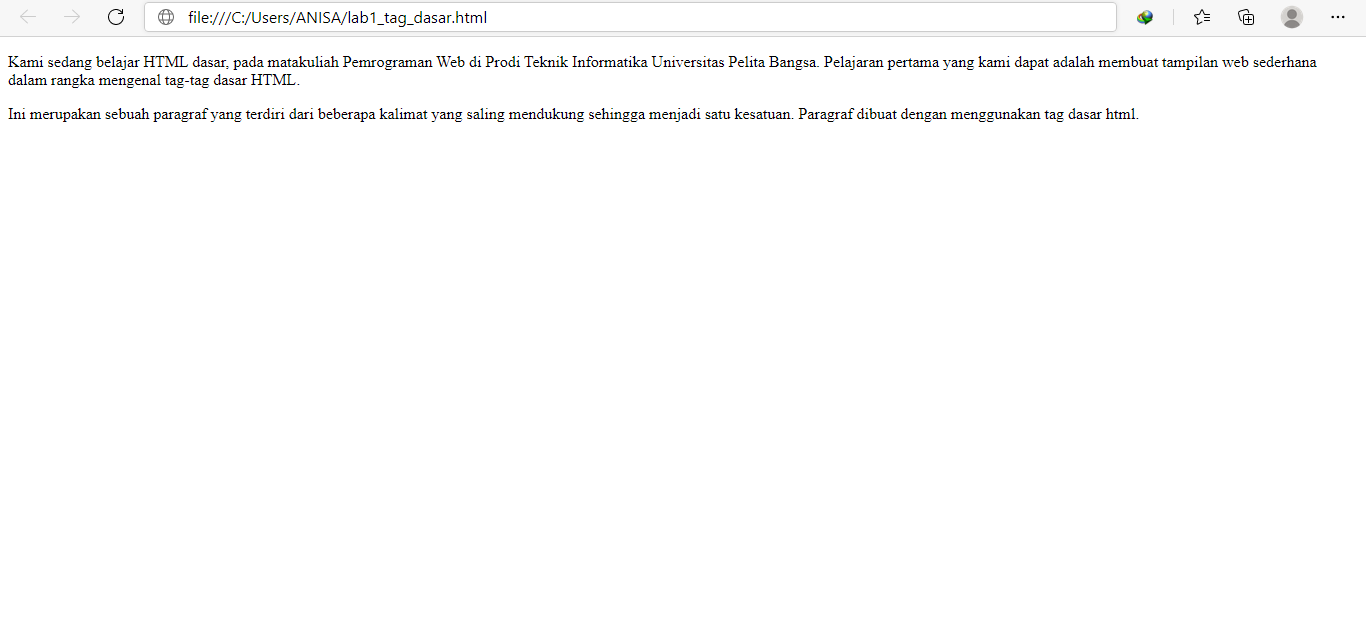 file:///C:/Users/ANISA/lab1_tag_dasar.html
Kami sedang belajar HTML dasar, pada matakuliah Pemrograman Web di Prodi Teknik Informatika Universitas Pelita Bangsa. Pelajaran pertama yang kami dapat adalah membuat tampilan web sederhana
dalam rangka mengenal tag-tag dasar HTML.
Ini merupakan sebuah paragraf yang terdiri dari beberapa kalimat yang saling mendukung sehingga menjadi satu kesatuan. Paragraf dibuat dengan menggunakan tag dasar html.